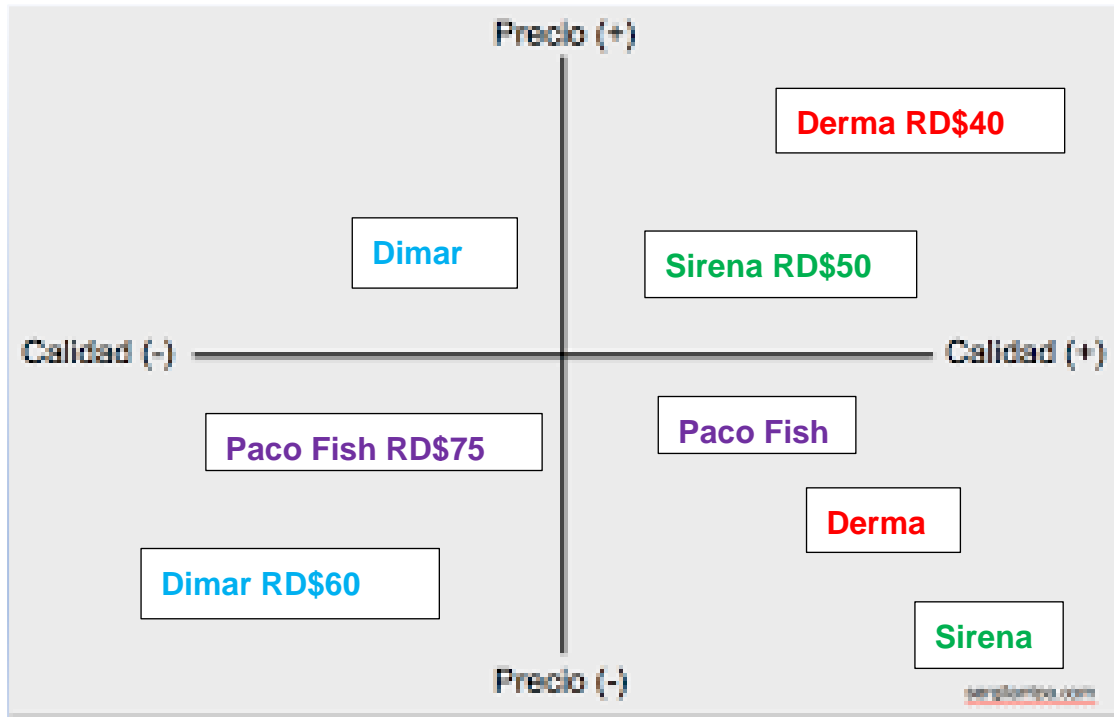 Precio (+)
Derma RD$40
Dimar
Sirena RD$50
Calidad (-)
Calidad (+)
Paco Fish RD$75
Paco Fish
Derma
Dimar RD$60
Sirena
Precio (-)